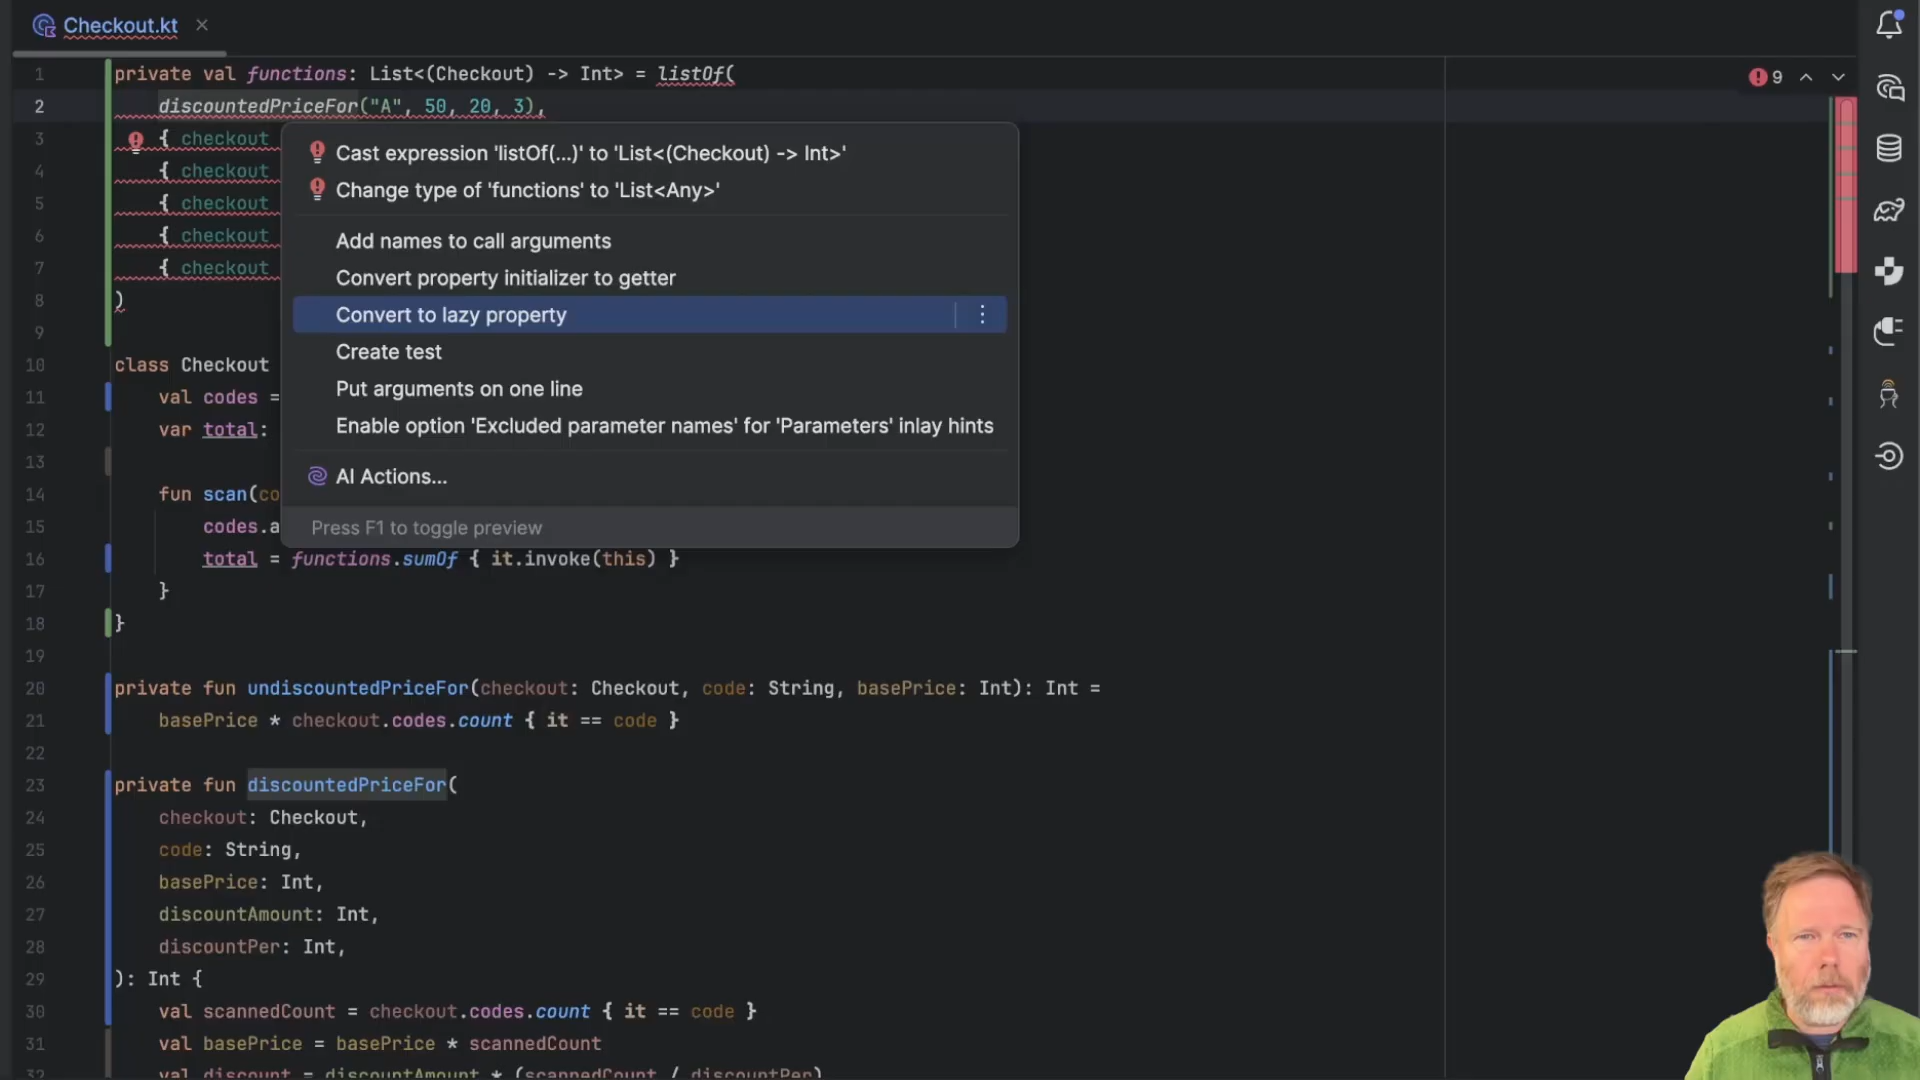 Checkout.kt
1 private val functions: List<(Checkout) -> Int> = listOf(
9
2 discountedPriceFor("A", 50, 20, 3),
3 { checkout
4 { checkout
5 { checkout
6 { checkout
7 { checkout
8 )
9
Cast expression 'listOf(...)' to 'List<(Checkout) -> Int>'
Change type of 'functions' to 'List<Any>'
Add names to call arguments
Convert property initializer to getter
Convert to lazy property
Create test
Put arguments on one line
Enable option 'Excluded parameter names' for 'Parameters' inlay hints
AI Actions...
Press F1 to toggle preview
10 class Checkout
11 val codes =
12 var total:
13
14 fun scan(co
15 codes.a
16 total = functions.sumOf { it.invoke(this) }
17 }
18 }
19
20 private fun undiscountedPriceFor(checkout: Checkout, code: String, basePrice: Int): Int =
21 basePrice * checkout.codes.count { it == code }
22
23 private fun discountedPriceFor(
24 checkout: Checkout,
25 code: String,
26 basePrice: Int,
27 discountAmount: Int,
28 discountPer: Int,
29 ): Int {
30 val scannedCount = checkout.codes.count { it == code }
31 val basePrice = basePrice * scannedCount
32 val discount = discountAmount * (scannedCount / discountPer)